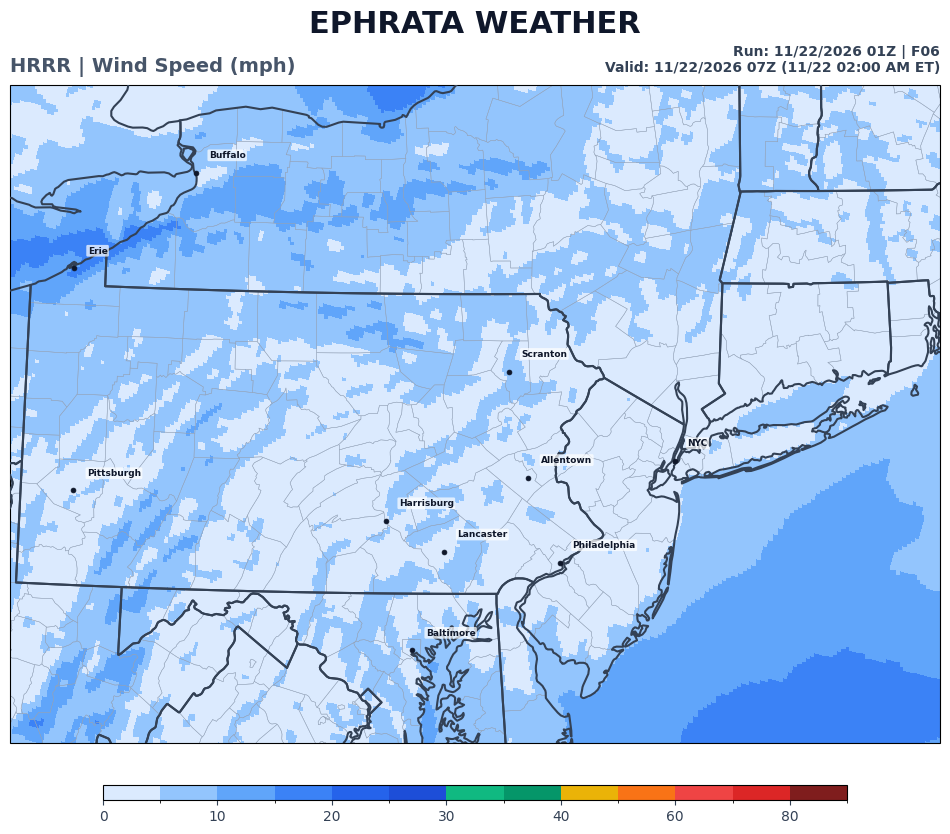 EPHRATA WEATHER
HRRR | Wind Speed (mph)
Run: 11/22/2026 01Z | F06
Valid: 11/22/2026 07Z (11/22 02:00 AM ET)
Buffalo
Erie
Scranton
NYC
Allentown
Pittsburgh
Harrisburg
Lancaster
Philadelphia
Baltimore
0 10 20 30 40 50 60 70 80